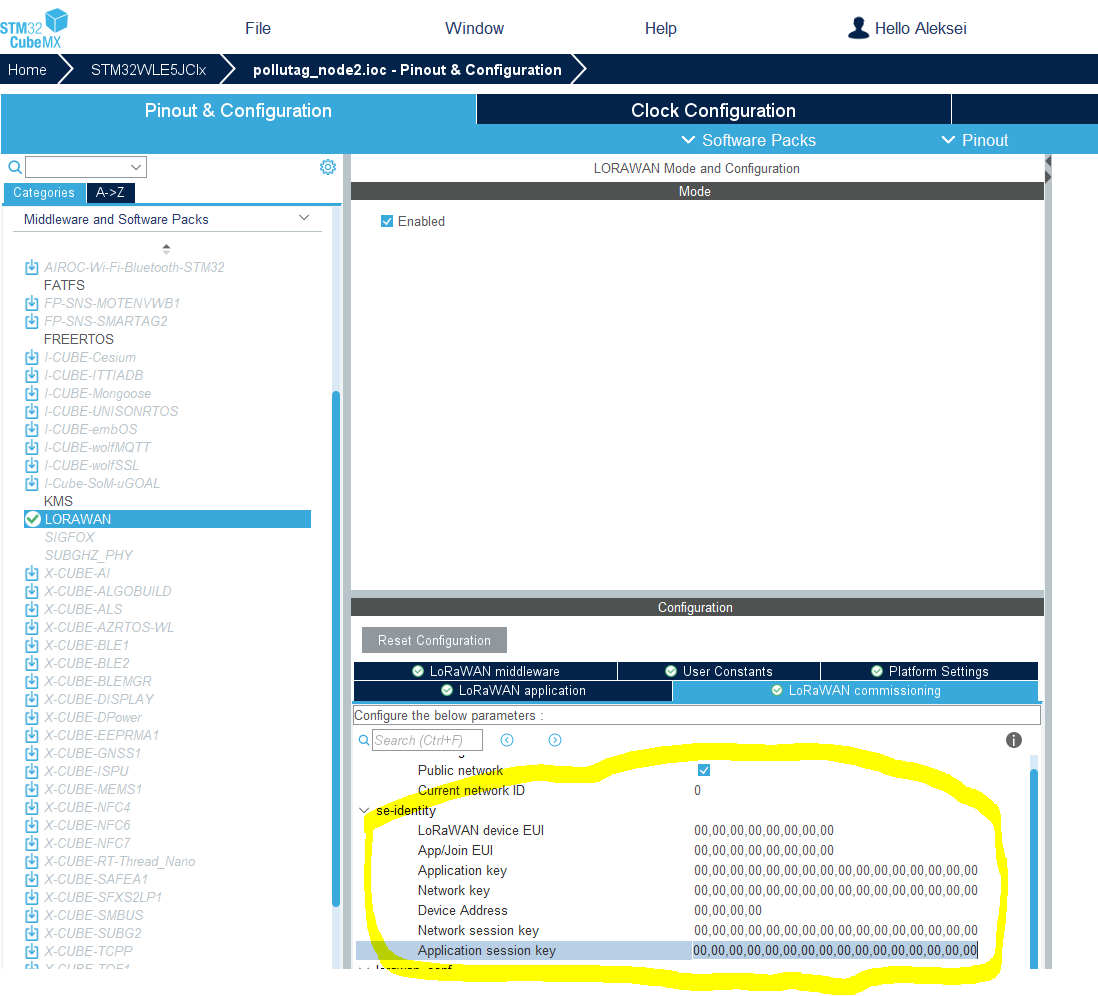 STM32
CubeMX
File
Window
Help
Hello Aleksei
Home
STM32WLE5JCIx
pollutag_node2.ioc - Pinout & Configuration
Pinout & Configuration
Clock Configuration
Software Packs
Pinout
Categories
A->Z
Middleware and Software Packs
AIROC-Wi-Fi-Bluetooth-STM32
FATFS
FP-SNS-MOTENVWB1
FP-SNS-SMARTAG2
FREERTOS
I-CUBE-Cesium
I-CUBE-ITTIADB
I-CUBE-Mongoose
I-CUBE-UNISONRTOS
I-CUBE-embOS
I-CUBE-wolfMQTT
I-CUBE-wolfSSL
I-Cube-SoM-uGOAL
KMS
LORAWAN
SIGFOX
SUBGHZ_PHY
X-CUBE-AI
X-CUBE-ALGOBUILD
X-CUBE-ALS
X-CUBE-AZRTOS-WL
X-CUBE-BLE1
X-CUBE-BLE2
X-CUBE-BLEMGR
X-CUBE-DISPLAY
X-CUBE-DPower
X-CUBE-EEPRMA1
X-CUBE-GNSS1
X-CUBE-ISPU
X-CUBE-MEMS1
X-CUBE-NFC4
X-CUBE-NFC6
X-CUBE-NFC7
X-CUBE-RT-Thread_Nano
X-CUBE-SAFEA1
X-CUBE-SFXS2LP1
X-CUBE-SMBUS
X-CUBE-SUBG2
X-CUBE-TCPP
X-CUBE-TOF1
LORAWAN Mode and Configuration
Mode
Enabled
Configuration
Reset Configuration
LoRaWAN middleware
User Constants
Platform Settings
LoRaWAN application
LoRaWAN commissioning
Configure the below parameters :
Search (Ctrl+F)
Public network
Current network ID 0
se-identity
LoRaWAN device EUI 00,00,00,00,00,00,00,00
App/Join EUI 00,00,00,00,00,00,00,00
Application key 00,00,00,00,00,00,00,00,00,00,00,00,00,00,00,00
Network key 00,00,00,00,00,00,00,00,00,00,00,00,00,00,00,00
Device Address 00,00,00,00
Network session key 00,00,00,00,00,00,00,00,00,00,00,00,00,00,00,00
Application session key 00,00,00,00,00,00,00,00,00,00,00,00,00,00,00,00